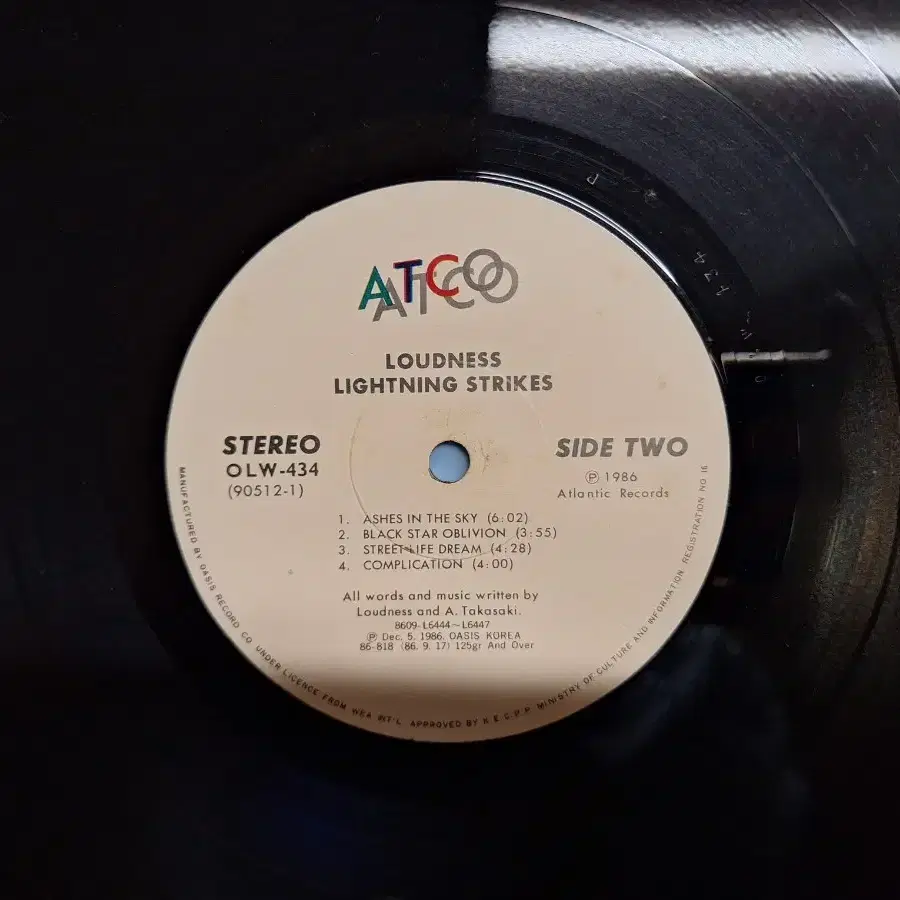 ATCO
ATCO
LOUDNESS
LIGHTNING STRIKES
STEREO
OLW-434
(90512-1)
SIDE TWO
Ⓟ 1986
Atlantic Records
1. ASHES IN THE SKY (6:02)
2. BLACK STAR OBLIVION (3:55)
3. STREET LIFE DREAM (4:28)
4. COMPLICATION (4:00)
All words and music written by
Loudness and A. Takasaki.
8609-L6444~L6447
Ⓟ Dec. 5. 1986. OASIS KOREA
86-818 (86. 9. 17) 125gr And Over
MANUFACTURED BY OASIS RECORD CO. UNDER LICENCE FROM WEA INT'L. APPROVED BY K.E.C.P.P. MINISTRY OF CULTURE AND INFORMATION. REGISTRATION NO 16